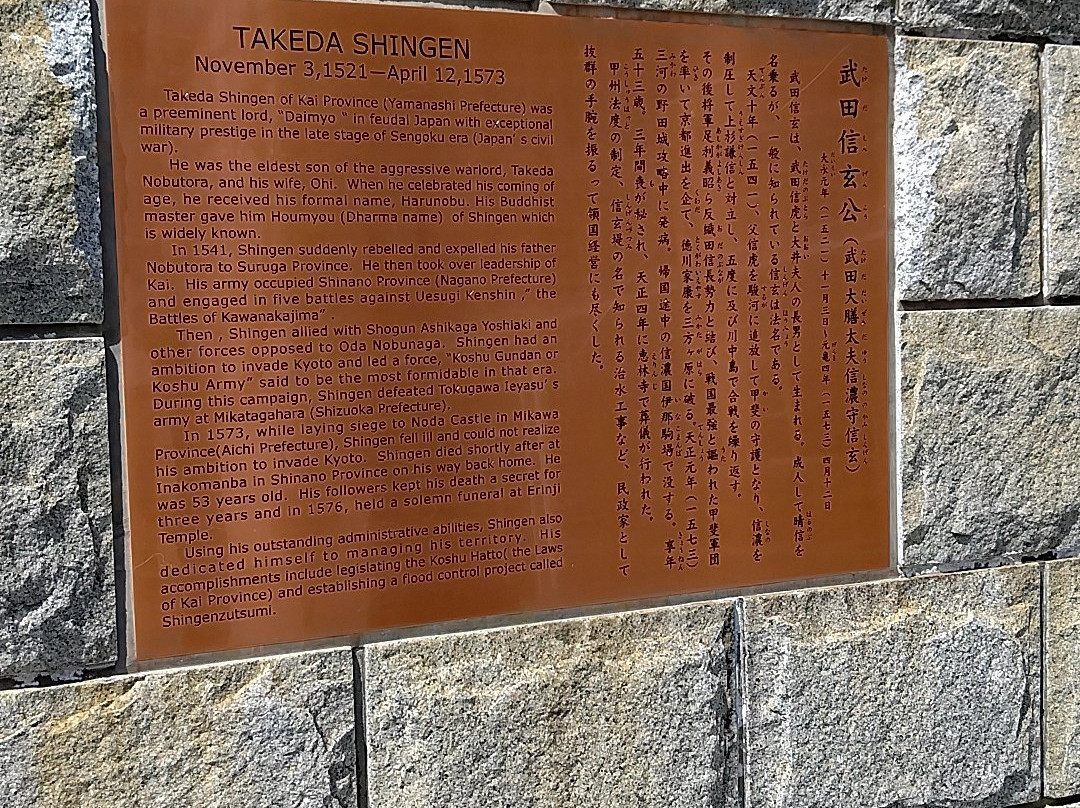 TAKEDA SHINGEN
November 3,1521—April 12,1573
Takeda Shingen of Kai Province (Yamanashi Prefecture) was
a preeminent lord, “Daimyo “ in feudal Japan with exceptional
military prestige in the late stage of Sengoku era (Japan’s civil
war).
He was the eldest son of the aggressive warlord, Takeda
Nobutora, and his wife, Ohi. When he celebrated his coming of
age, he received his formal name, Harunobu. His Buddhist
master gave him Houmyou (Dharma name) of Shingen which
is widely known.
In 1541, Shingen suddenly rebelled and expelled his father
Nobutora to Suruga Province. He then took over leadership of
Kai. His army occupied Shinano Province (Nagano Prefecture)
and engaged in five battles against Uesugi Kenshin ,” the
Battles of Kawanakajima” .
Then , Shingen allied with Shogun Ashikaga Yoshiaki and
other forces opposed to Oda Nobunaga. Shingen had an
ambition to invade Kyoto and led a force, “Koshu Gundan or
Koshu Army” said to be the most formidable in that era.
During this campaign, Shingen defeated Tokugawa Ieyasu’s
army at Mikatagahara (Shizuoka Prefecture).
In 1573, while laying siege to Noda Castle in Mikawa
Province(Aichi Prefecture), Shingen fell ill and could not realize
his ambition to invade Kyoto. Shingen died shortly after at
Inakomanba in Shinano Province on his way back home. He
was 53 years old. His followers kept his death a secret for
three years and in 1576, held a solemn funeral at Erinji
Temple.
Using his outstanding administrative abilities, Shingen also
dedicated himself to managing his territory. His
accomplishments include legislating the Koshu Hatto( the Laws
of Kai Province) and establishing a flood control project called
Shingenzutsumi.
武田信玄公（武田大膳太夫信濃守信玄）
大永元年（一五二一）十一月三日～元亀四年（一五七三）四月十二日
武田信玄は、武田信虎と大井夫人の長男として生まれる。成人して晴信を
名乗るが、一般に知られている信玄は法名である。
天文十年（一五四一）、父信虎を駿河に追放して甲斐の守護となり、信濃を
制圧して上杉謙信と対立し、五度に及び川中島で合戦を繰り返す。
その後将軍足利義昭ら反織田信長勢力と結び、戦国最強と謳われた甲斐軍団
を率いて京都進出を企て、徳川家康を三方ヶ原に破る。天正元年（一五七三）
三河の野田城攻略中に発病。帰国途中の信濃国伊那駒場で没する。享年
五十三歳。三年間喪が秘され、天正四年に恵林寺で葬儀が行われた。
甲州法度の制定、信玄堤の名で知られる治水工事など、民政家として
抜群の手腕を振るって領国経営にも尽くした。